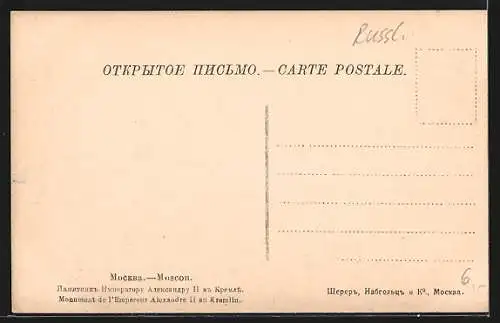 Russl.
ОТКРЫТОЕ ПИСЬМО.—CARTE POSTALE.
Москва.—Moscou.
Памятникъ Императору Александру II въ Кремлѣ.
Monument de l'Empereur Alexandre II au Kremlin.
Шереръ, Набгольцъ и Кº., Москва.
6.-